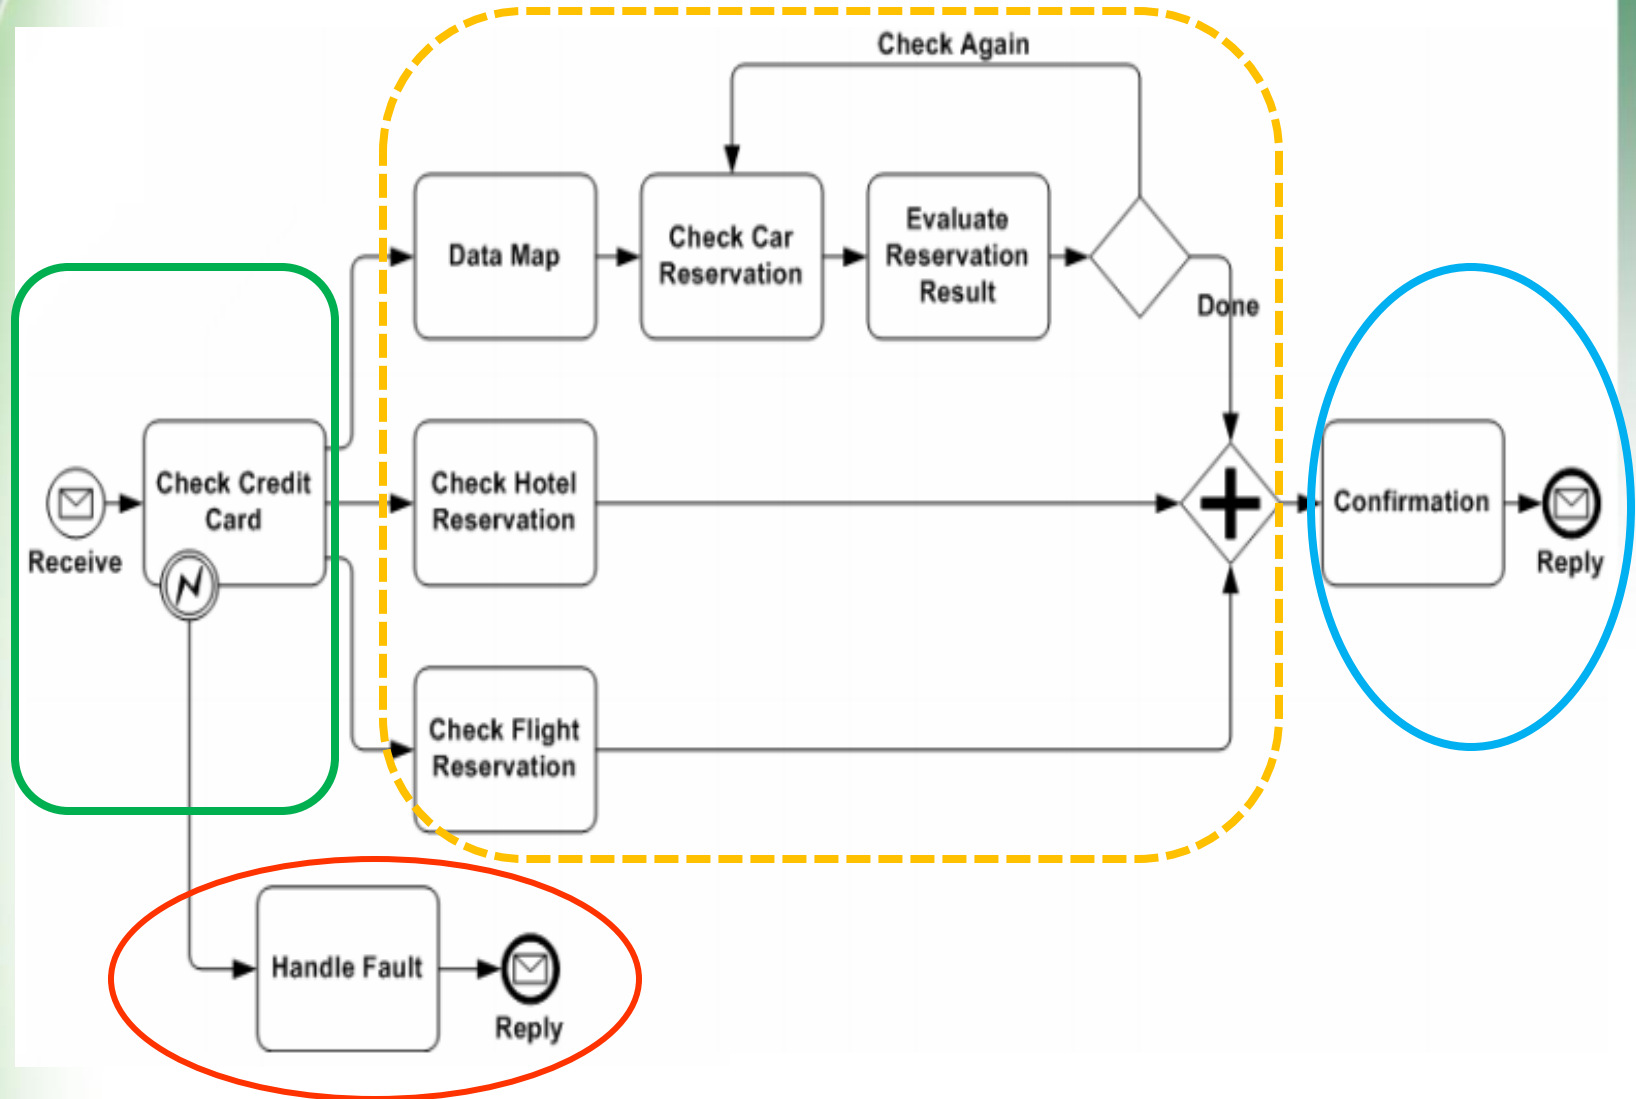 Check Again
Data Map
Check Car
Reservation
Evaluate
Reservation
Result
Done
Receive
Check Credit
Card
Check Hotel
Reservation
Confirmation
Reply
Check Flight
Reservation
Handle Fault
Reply